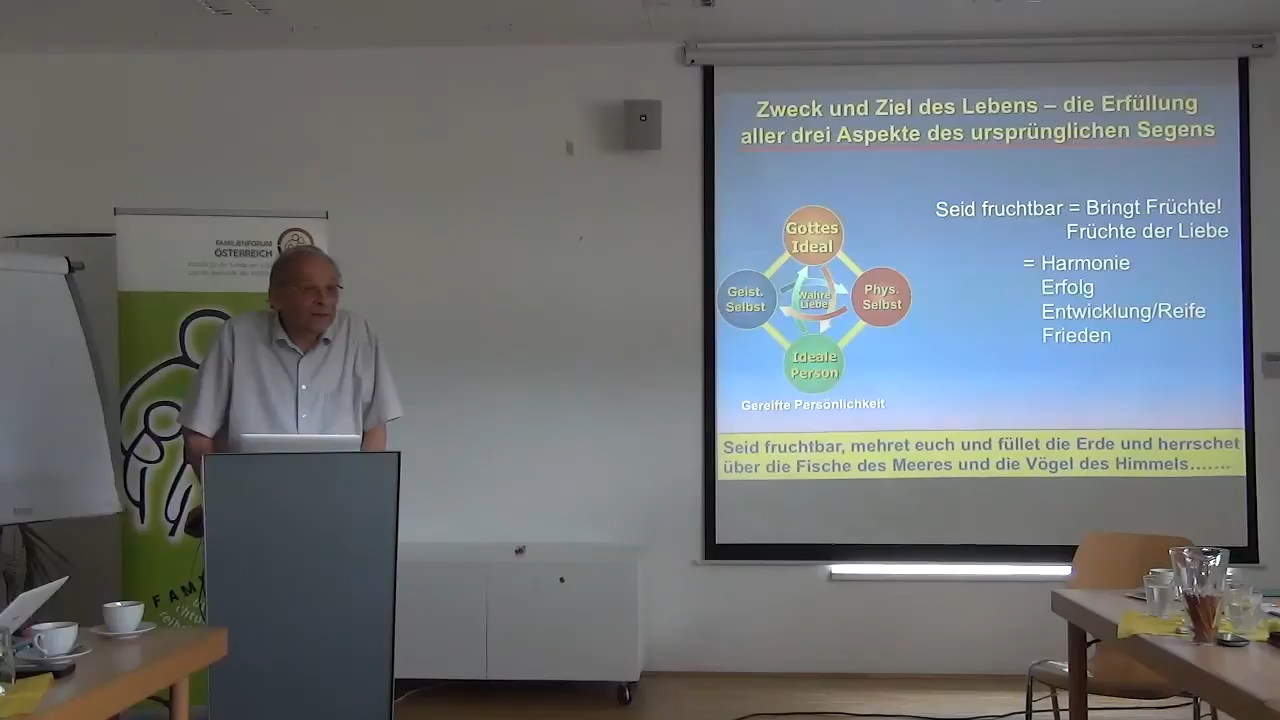 Zweck und Ziel des Lebens – die Erfüllung
aller drei Aspekte des ursprünglichen Segens
Gottes
Ideal
Geist.
Selbst
Wahre
Liebe
Phys.
Selbst
Ideale
Person
Gereifte Persönlichkeit
Seid fruchtbar = Bringt Früchte!
Früchte der Liebe
= Harmonie
Erfolg
Entwicklung/Reife
Frieden
Seid fruchtbar, mehret euch und füllet die Erde und herrschet
über die Fische des Meeres und die Vögel des Himmels.......
FAMILIENFORUM
ÖSTERREICH
FAM